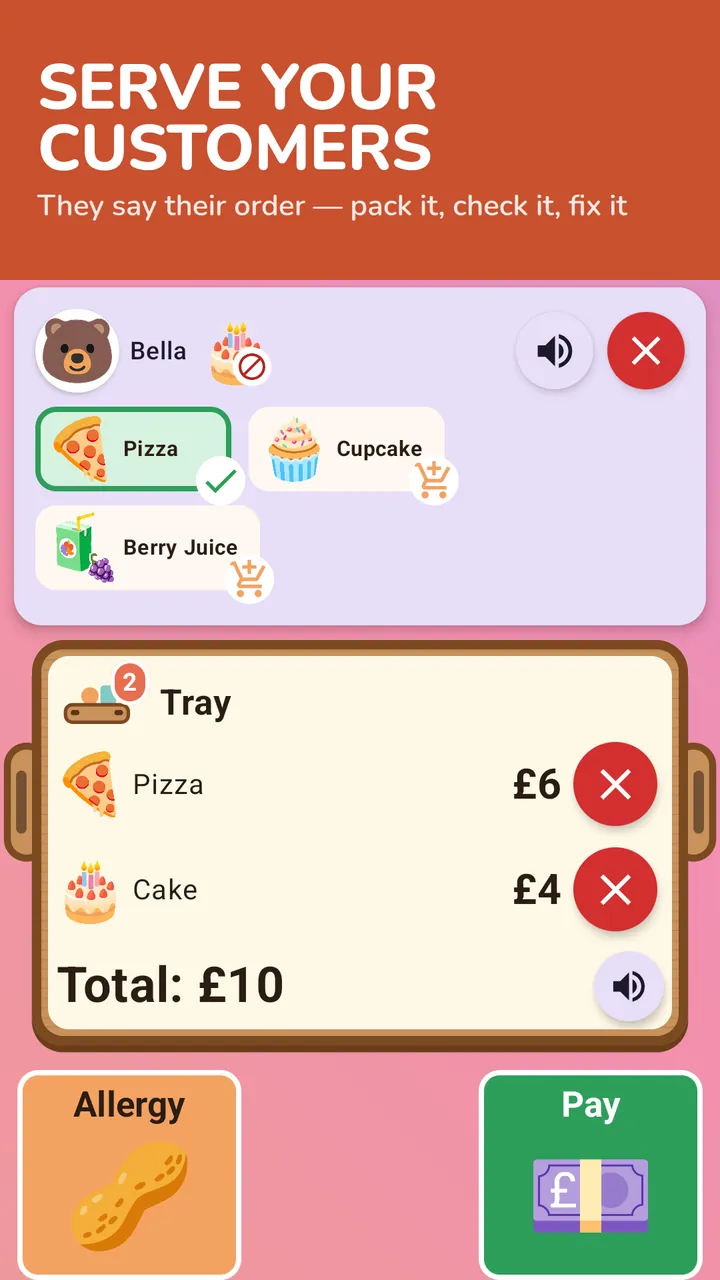 SERVE YOUR
CUSTOMERS
They say their order — pack it, check it, fix it
Bella
Pizza
Cupcake
Berry Juice
2
Tray
Pizza
£6
Cake
£4
Total: £10
Allergy
Pay
£